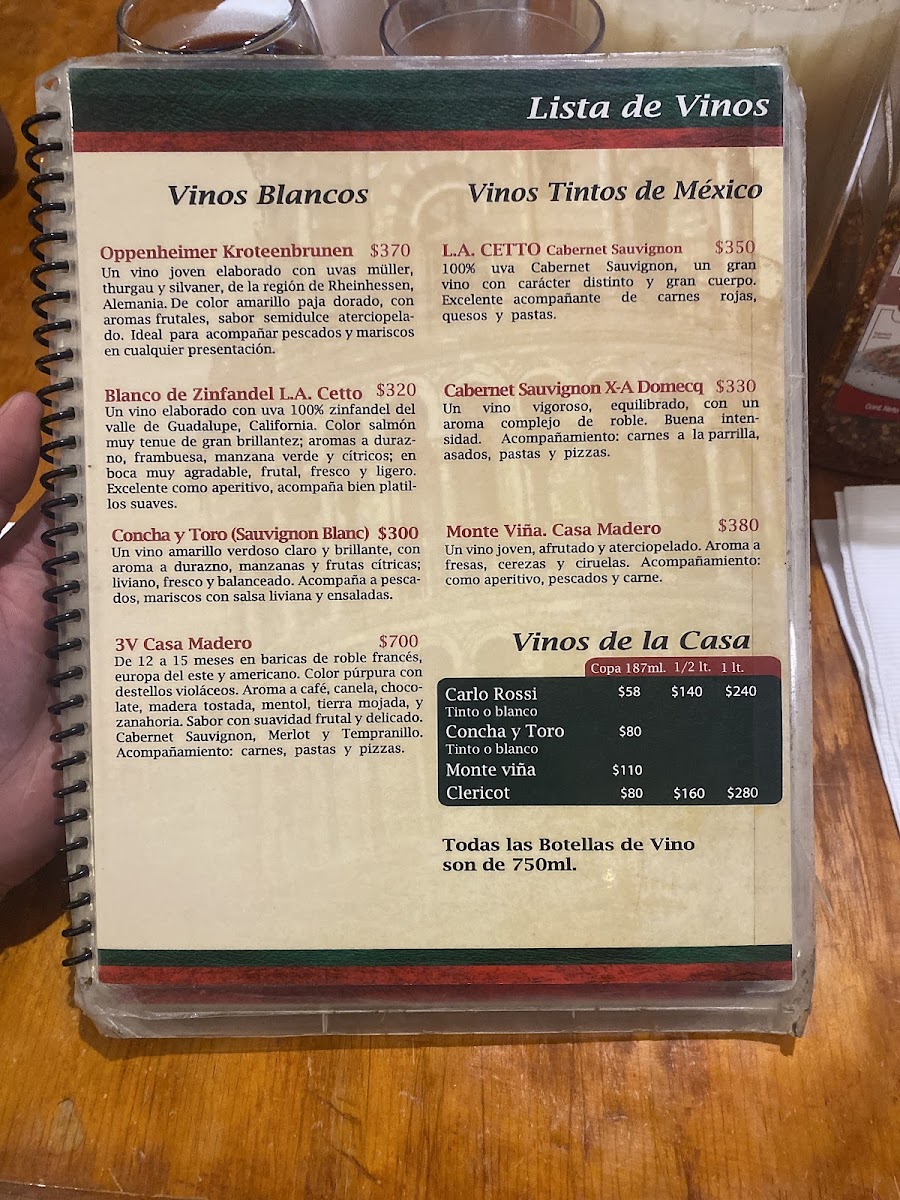 Lista de Vinos
Vinos Blancos
Oppenheimer Kroteenbrunen $370
Un vino joven elaborado con uvas müller,
thurgau y silvaner, de la región de Rheinhessen,
Alemania. De color amarillo paja dorado, con
aromas frutales, sabor semidulce aterciopela-
do. Ideal para acompañar pescados y mariscos
en cualquier presentación.
Blanco de Zinfandel L.A. Cetto $320
Un vino elaborado con uva 100% zinfandel del
valle de Guadalupe, California. Color salmón
muy tenue de gran brillantez; aromas a duraz-
no, frambuesa, manzana verde y cítricos; en
boca muy agradable, frutal, fresco y ligero.
Excelente como aperitivo, acompaña bien platil-
los suaves.
Concha y Toro (Sauvignon Blanc) $300
Un vino amarillo verdoso claro y brillante, con
aroma a durazno, manzanas y frutas cítricas;
liviano, fresco y balanceado. Acompaña a pesca-
dos, mariscos con salsa liviana y ensaladas.
3V Casa Madero $700
De 12 a 15 meses en baricas de roble francés,
europa del este y americano. Color púrpura con
destellos violáceos. Aroma a café, canela, choco-
late, madera tostada, mentol, tierra mojada, y
zanahoria. Sabor con suavidad frutal y delicado.
Cabernet Sauvignon, Merlot y Tempranillo.
Acompañamiento: carnes, pastas y pizzas.
Vinos Tintos de México
L.A. CETTO Cabernet Sauvignon $350
100% uva Cabernet Sauvignon, un gran
vino con carácter distinto y gran cuerpo.
Excelente acompañante de carnes rojas,
quesos y pastas.
Cabernet Sauvignon X-A Domecq $330
Un vino vigoroso, equilibrado, con un
aroma complejo de roble. Buena inten-
sidad. Acompañamiento: carnes a la parrilla,
asados, pastas y pizzas.
Monte Viña. Casa Madero $380
Un vino joven, afrutado y aterciopelado. Aroma a
fresas, cerezas y ciruelas. Acompañamiento:
como aperitivo, pescados y carne.
Vinos de la Casa
Copa 187ml. 1/2 lt. 1 lt.
Carlo Rossi $58 $140 $240
Tinto o blanco
Concha y Toro $80
Tinto o blanco
Monte viña $110
Clericot $80 $160 $280
Todas las Botellas de Vino
son de 750ml.
Cont. Neto